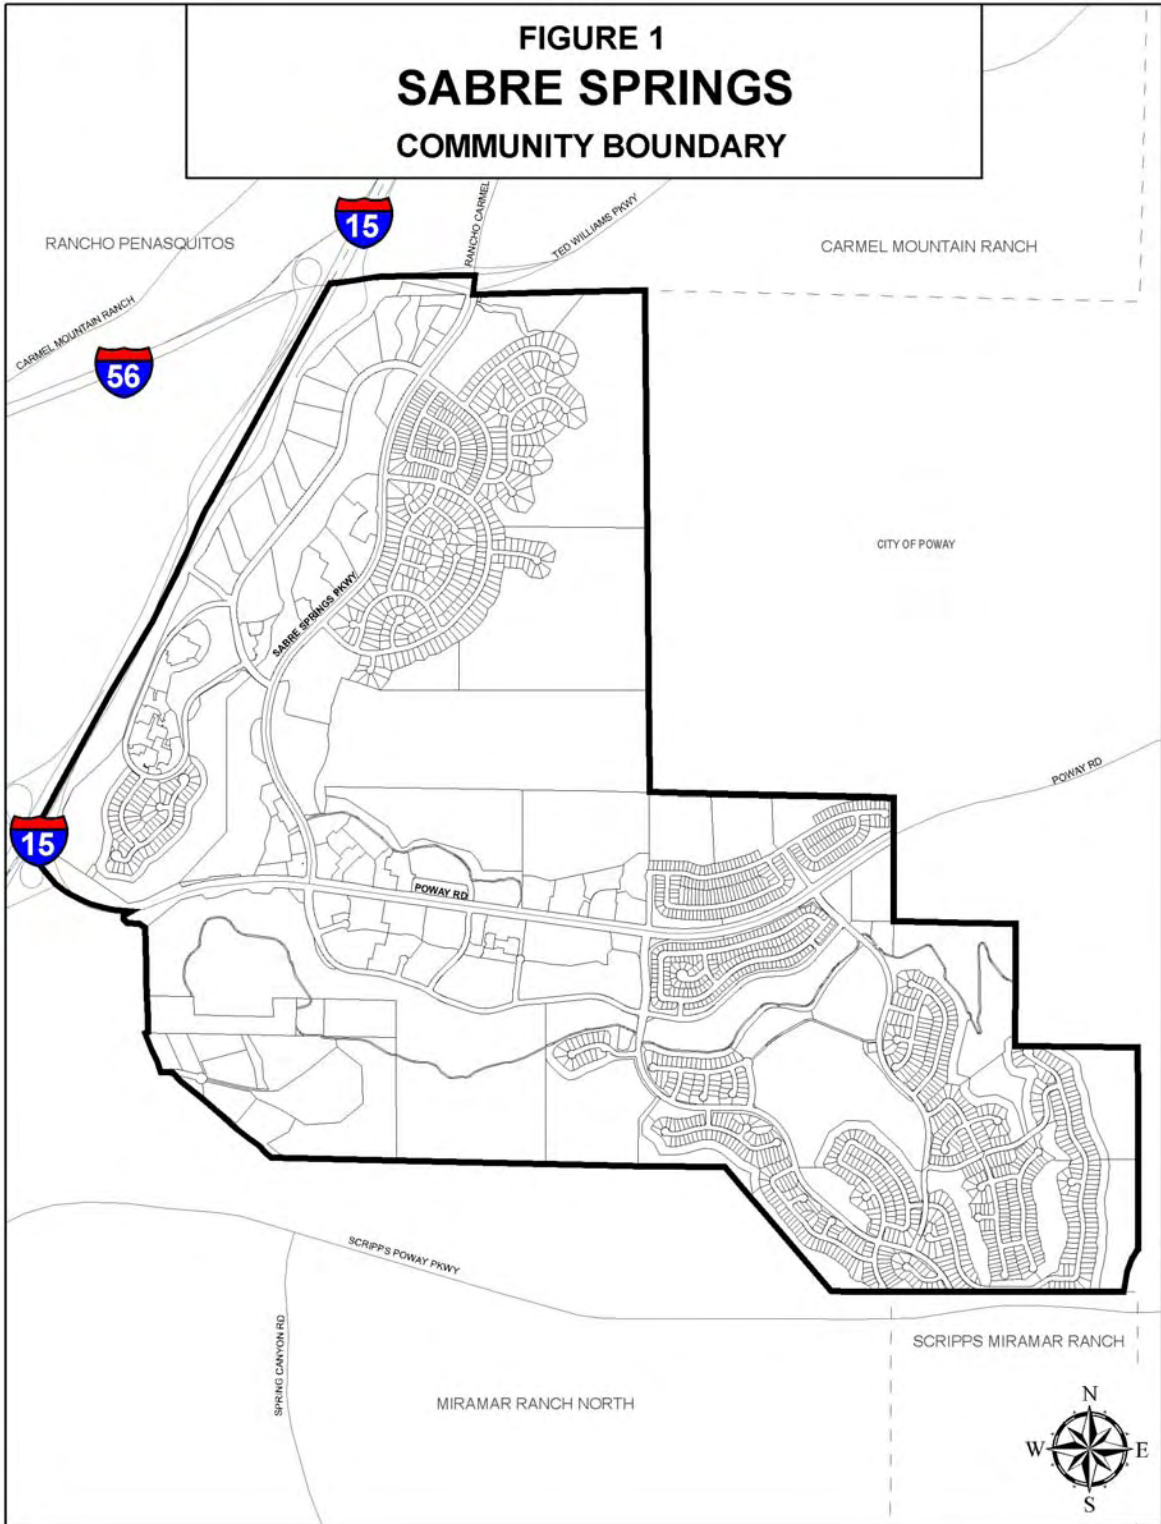 FIGURE 1
SABRE SPRINGS
COMMUNITY BOUNDARY
15
RANCHO PENASQUITOS
RANCHO CARMEL
TED WILLIAMS PKWY
CARMEL MOUNTAIN RANCH
CARMEL MOUNTAIN RANCH
56
CITY OF POWAY
SABRE SPRINGS PKWY
POWAY RD
15
POWAY RD
SCRIPPS POWAY PKWY
SPRING CANYON RD
SCRIPPS MIRAMAR RANCH
MIRAMAR RANCH NORTH
N
W
E
S